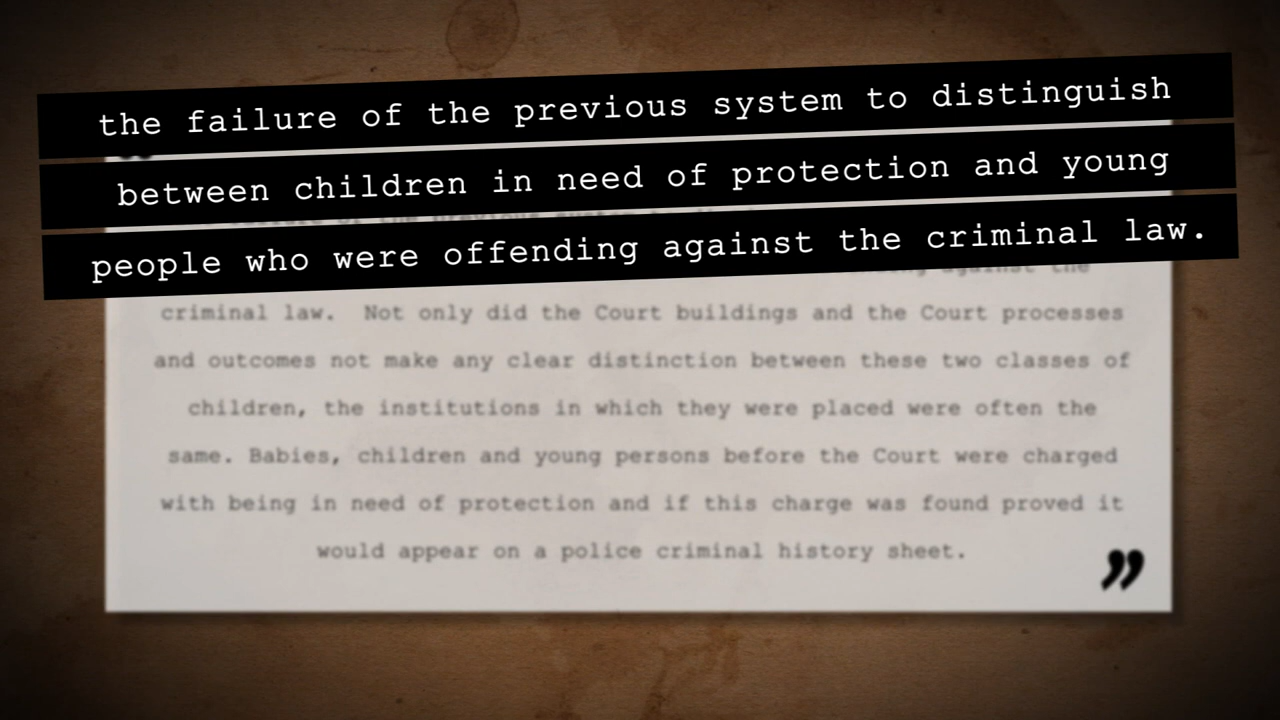 the failure of the previous system to distinguish
between children in need of protection and young
people who were offending against the criminal law.
against the
criminal law.  Not only did the Court buildings and the Court processes
and outcomes not make any clear distinction between these two classes of
children, the institutions in which they were placed were often the
same. Babies, children and young persons before the Court were charged
with being in need of protection and if this charge was found proved it
would appear on a police criminal history sheet.
”